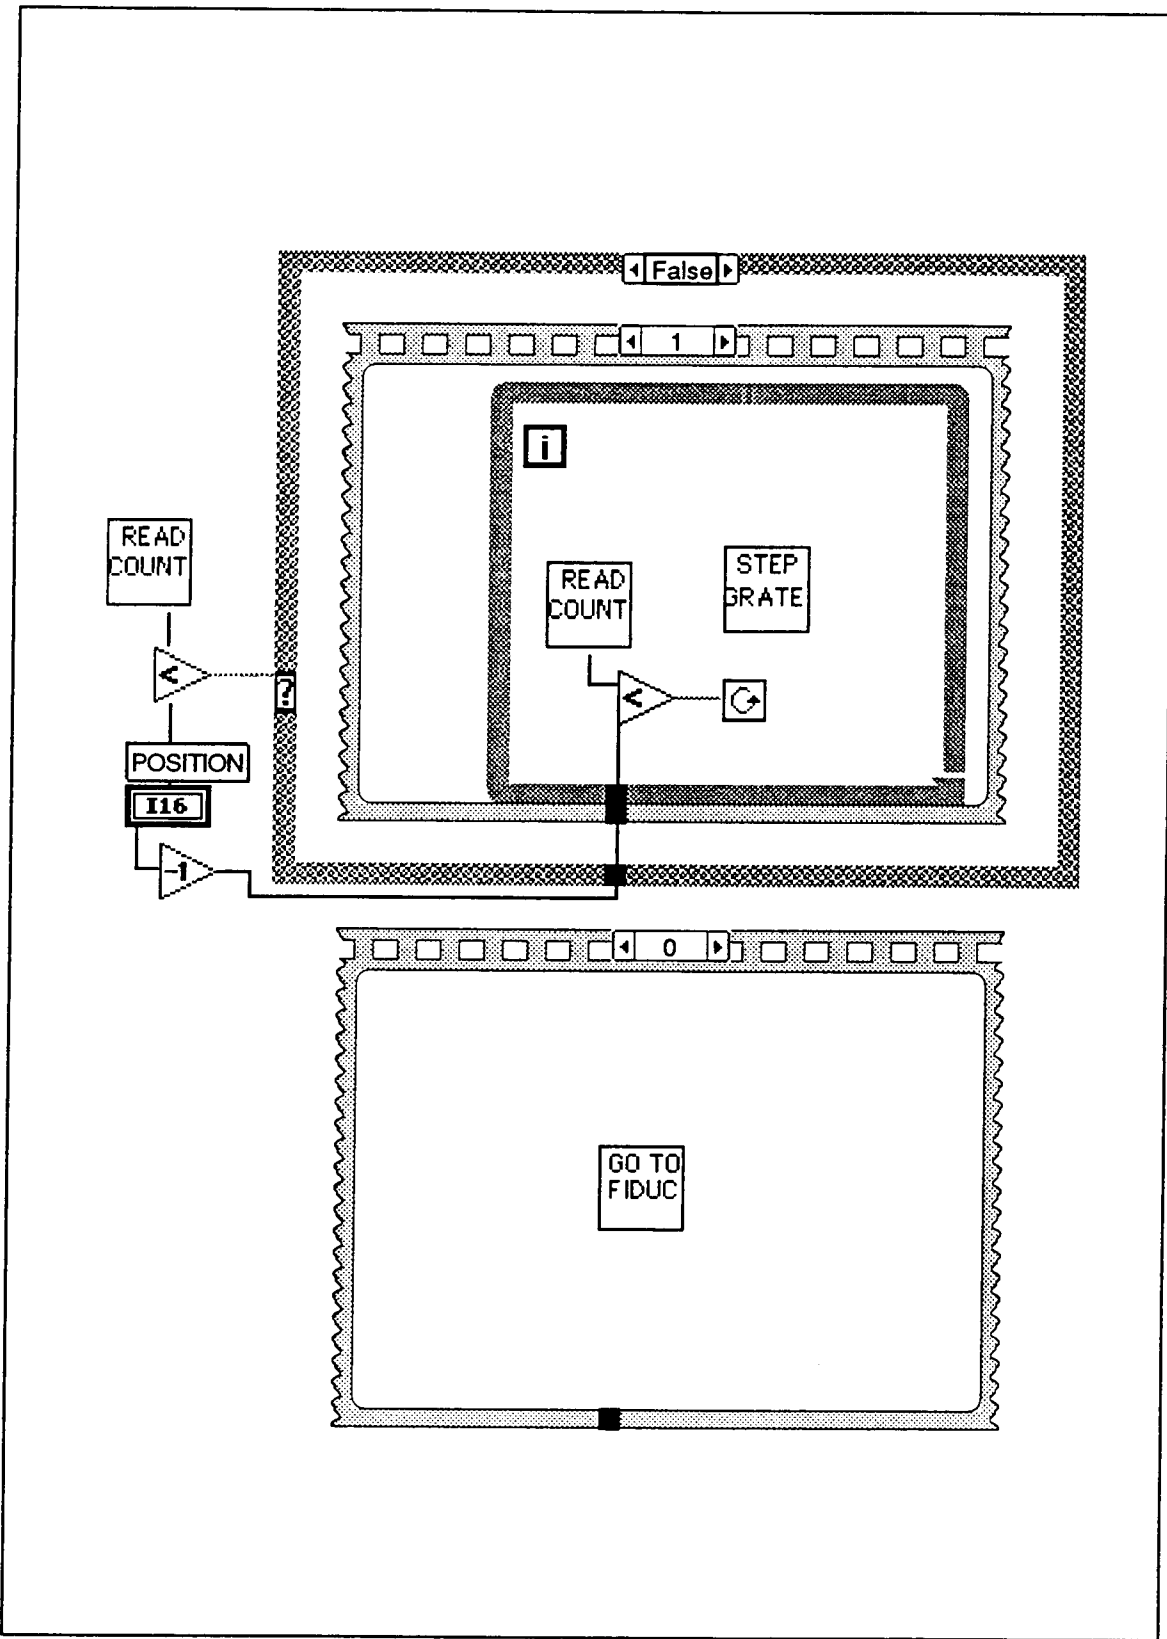 False
1
i
READ
COUNT
READ
COUNT
STEP
GRATE
<
<
?
POSITION
I16
-1
0
GO TO
FIDUC